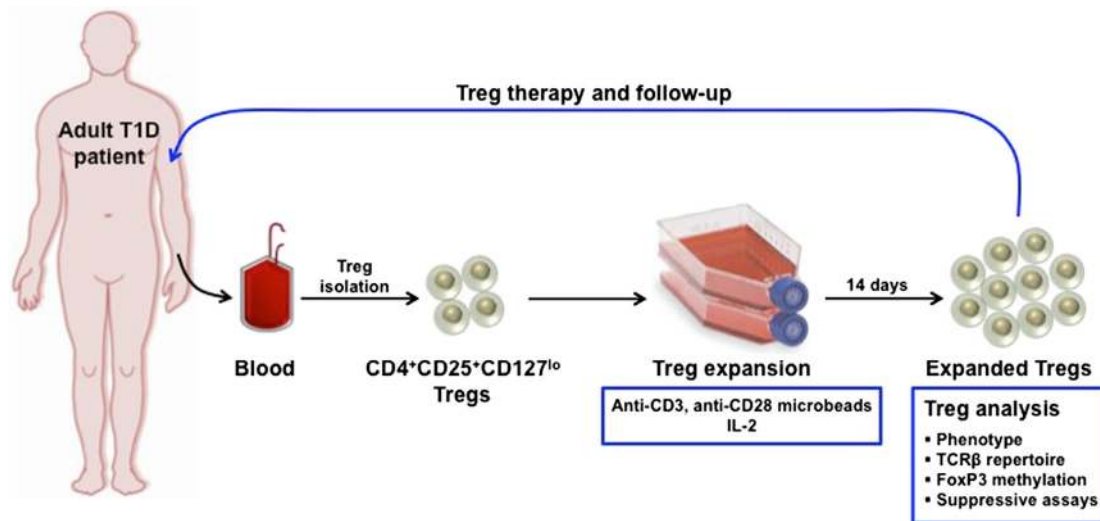 Treg therapy and follow-up
Adult T1D
patient
Treg
isolation
14 days
Blood
CD4⁺CD25⁺CD127ˡᵒ
Tregs
Treg expansion
Expanded Tregs
Anti-CD3, anti-CD28 microbeads
IL-2
Treg analysis
▪ Phenotype
▪ TCRβ repertoire
▪ FoxP3 methylation
▪ Suppressive assays